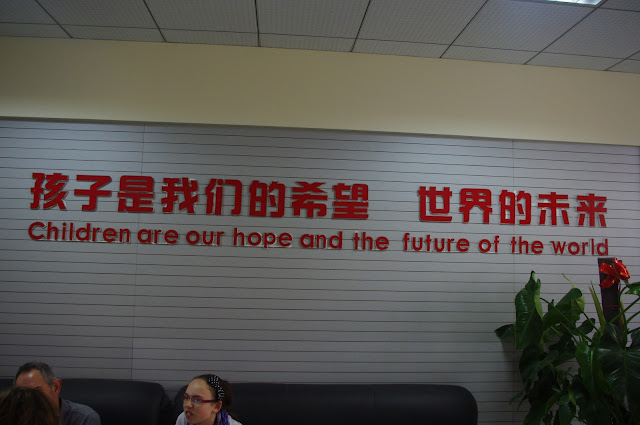 孩子是我们的希望 世界的未来
Children are our hope and the future of the world